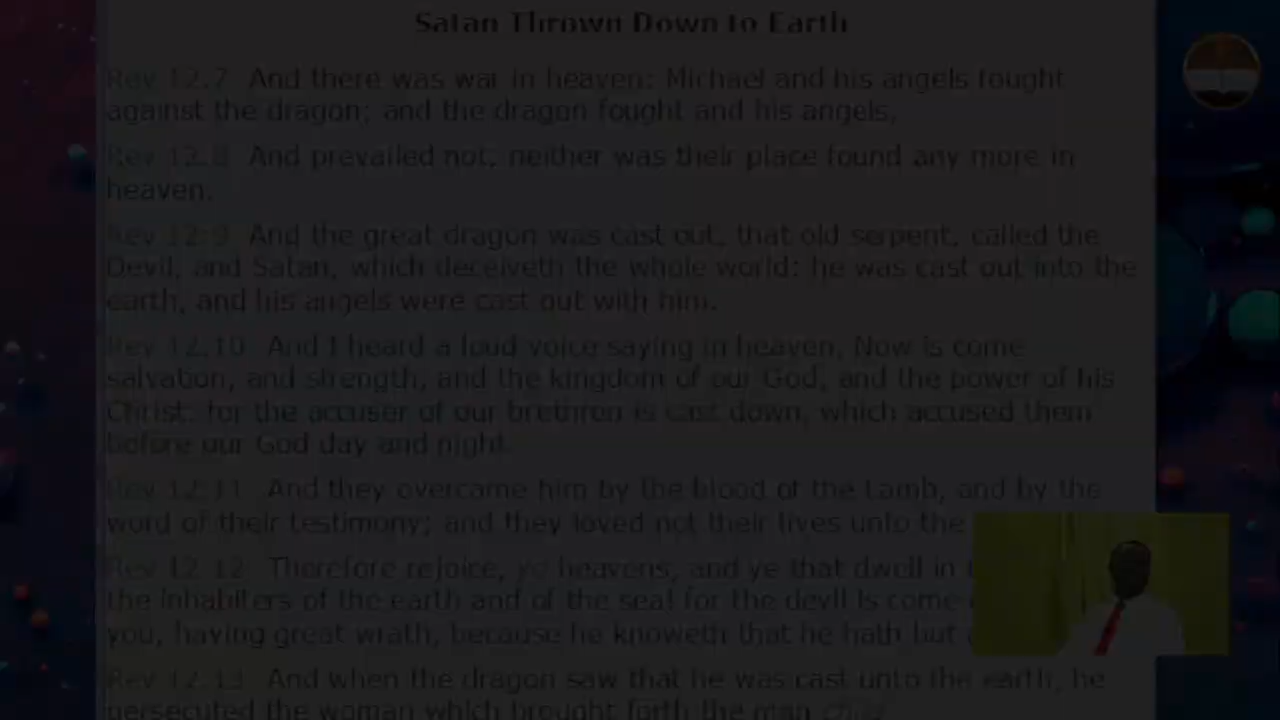 Satan Thrown Down to Earth
Rev 12:7 And there was war in heaven: Michael and his angels fought
against the dragon; and the dragon fought and his angels,
Rev 12:8 And prevailed not; neither was their place found any more in
heaven.
Rev 12:9 And the great dragon was cast out, that old serpent, called the
Devil, and Satan, which deceiveth the whole world: he was cast out into the
earth, and his angels were cast out with him.
Rev 12:10 And I heard a loud voice saying in heaven, Now is come
salvation, and strength, and the kingdom of our God, and the power of his
Christ: for the accuser of our brethren is cast down, which accused them
before our God day and night.
Rev 12:11 And they overcame him by the blood of the Lamb, and by the
word of their testimony; and they loved not their lives unto the
Rev 12:12 Therefore rejoice, ye heavens, and ye that dwell in
the inhabiters of the earth and of the sea! for the devil is come
you, having great wrath, because he knoweth that he hath but
Rev 12:13 And when the dragon saw that he was cast unto the earth, he
persecuted the woman which brought forth the man child.